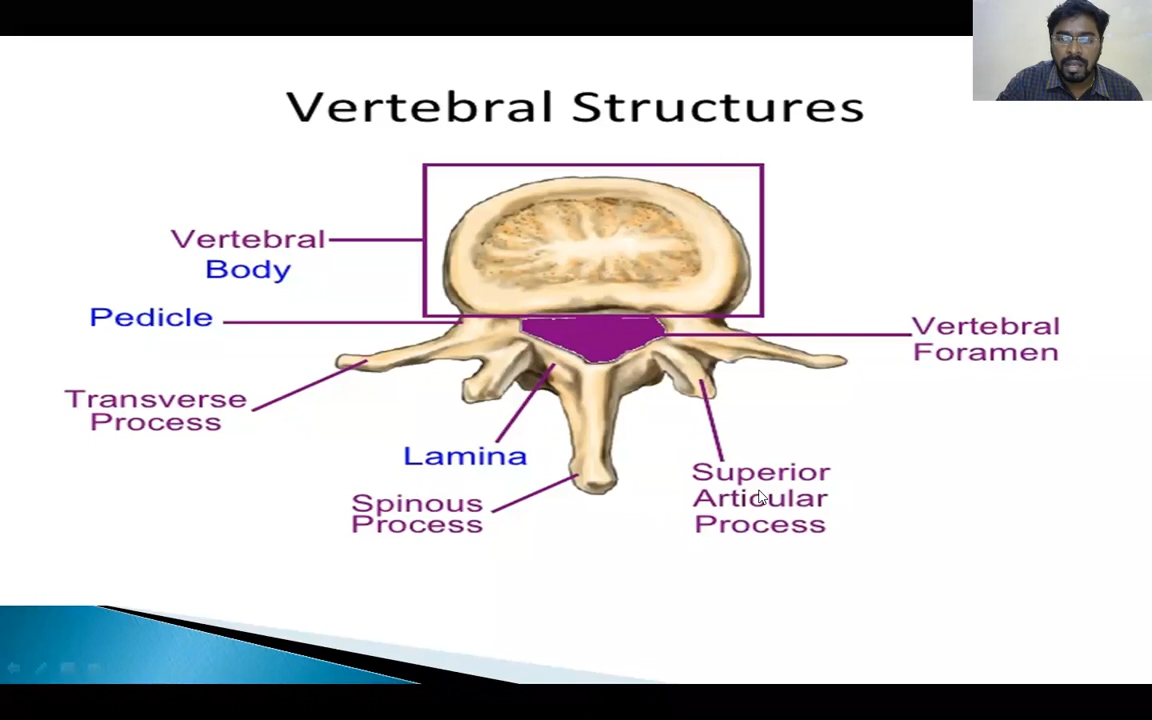 Vertebral Structures
Vertebral
Body
Pedicle
Vertebral
Foramen
Transverse
Process
Lamina
Spinous
Process
Superior
Articular
Process